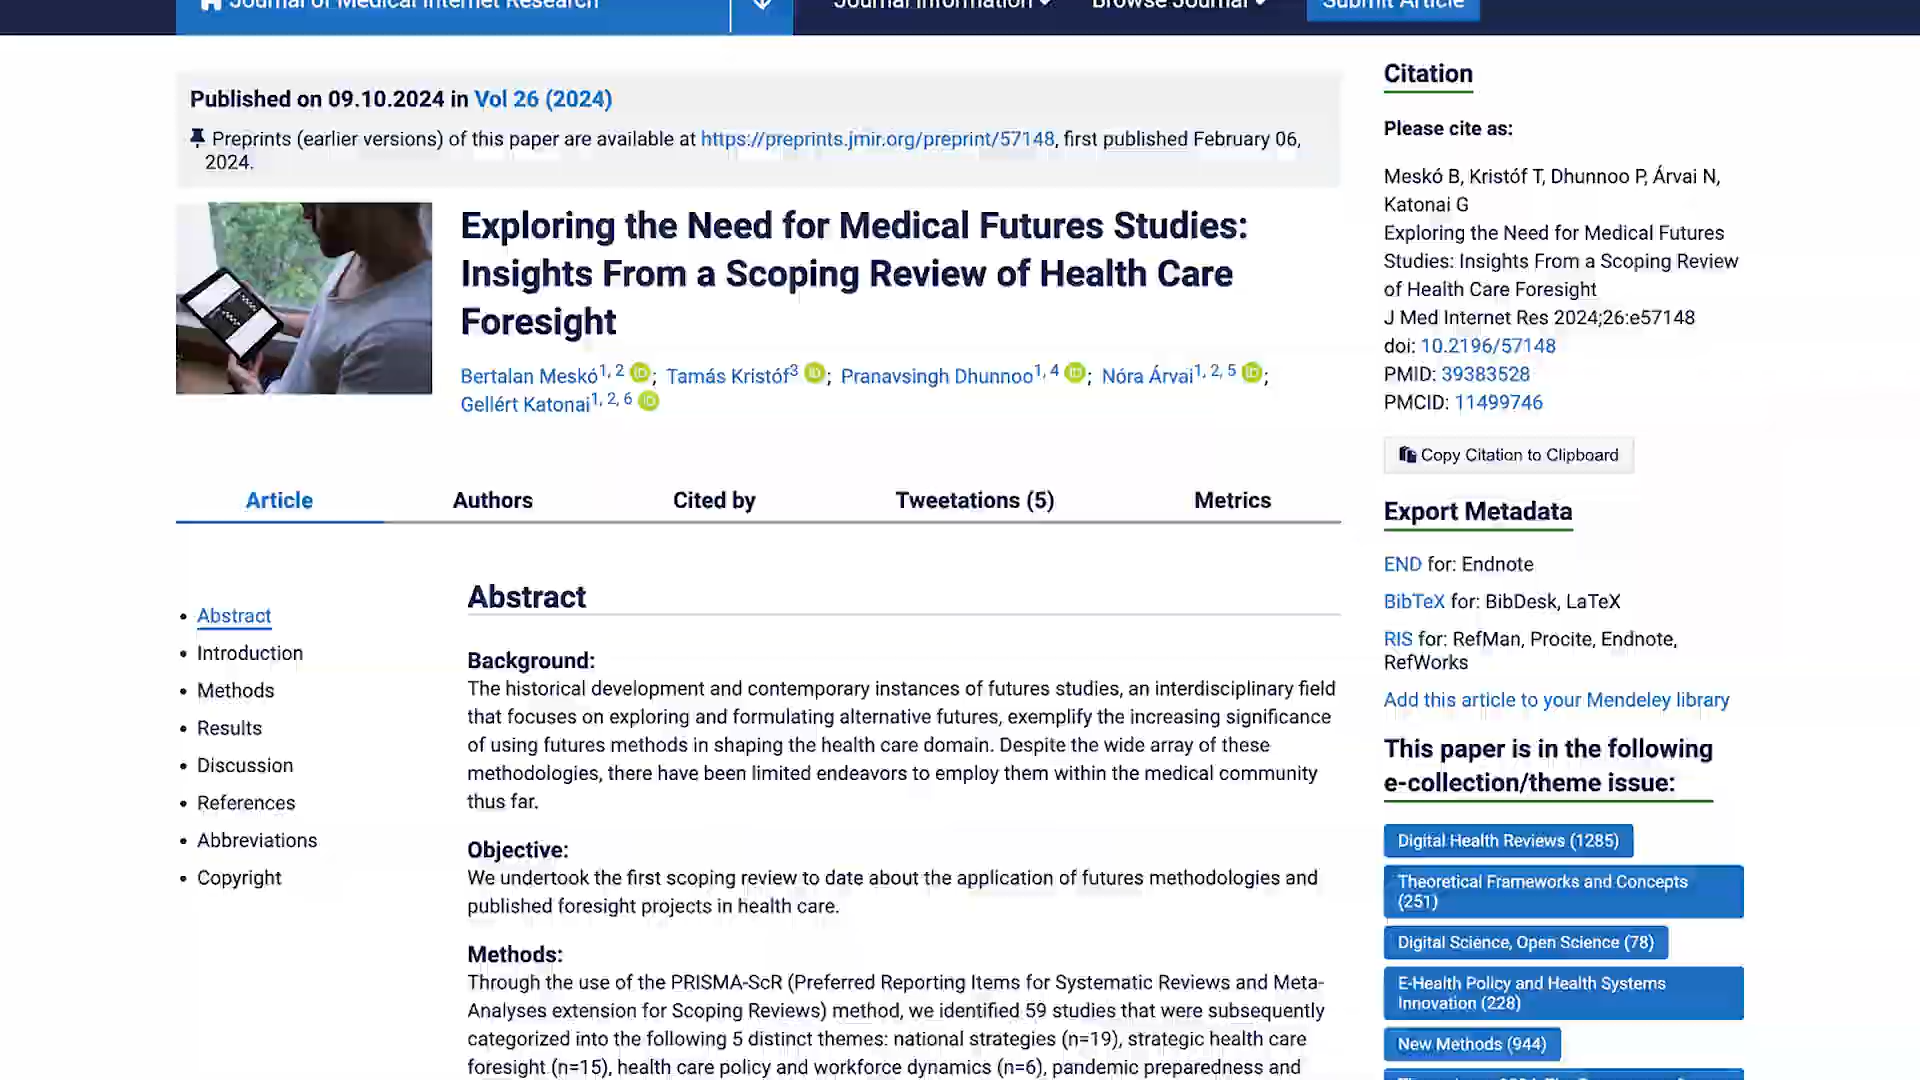 Journal of Medical Internet Research
Journal Information
Browse Journal
Submit Article
Published on 09.10.2024 in Vol 26 (2024)
Preprints (earlier versions) of this paper are available at https://preprints.jmir.org/preprint/57148, first published February 06,
2024.
Exploring the Need for Medical Futures Studies:
Insights From a Scoping Review of Health Care
Foresight
Bertalan Meskó1, 2 iD; Tamás Kristóf3 iD; Pranavsingh Dhunnoo1, 4 iD; Nóra Árvai1, 2, 5 iD;
Gellért Katonai1, 2, 6 iD
Article
Authors
Cited by
Tweetations (5)
Metrics
• Abstract
• Introduction
• Methods
• Results
• Discussion
• References
• Abbreviations
• Copyright
Abstract
Background:
The historical development and contemporary instances of futures studies, an interdisciplinary field
that focuses on exploring and formulating alternative futures, exemplify the increasing significance
of using futures methods in shaping the health care domain. Despite the wide array of these
methodologies, there have been limited endeavors to employ them within the medical community
thus far.
Objective:
We undertook the first scoping review to date about the application of futures methodologies and
published foresight projects in health care.
Methods:
Through the use of the PRISMA-ScR (Preferred Reporting Items for Systematic Reviews and Meta-
Analyses extension for Scoping Reviews) method, we identified 59 studies that were subsequently
categorized into the following 5 distinct themes: national strategies (n=19), strategic health care
foresight (n=15), health care policy and workforce dynamics (n=6), pandemic preparedness and
Citation
Please cite as:
Meskó B, Kristóf T, Dhunnoo P, Árvai N,
Katonai G
Exploring the Need for Medical Futures
Studies: Insights From a Scoping Review
of Health Care Foresight
J Med Internet Res 2024;26:e57148
doi: 10.2196/57148
PMID: 39383528
PMCID: 11499746
Copy Citation to Clipboard
Export Metadata
END for: Endnote
BibTeX for: BibDesk, LaTeX
RIS for: RefMan, Procite, Endnote,
RefWorks
Add this article to your Mendeley library
This paper is in the following
e-collection/theme issue:
Digital Health Reviews (1285)
Theoretical Frameworks and Concepts
(251)
Digital Science, Open Science (78)
E-Health Policy and Health Systems
Innovation (228)
New Methods (944)